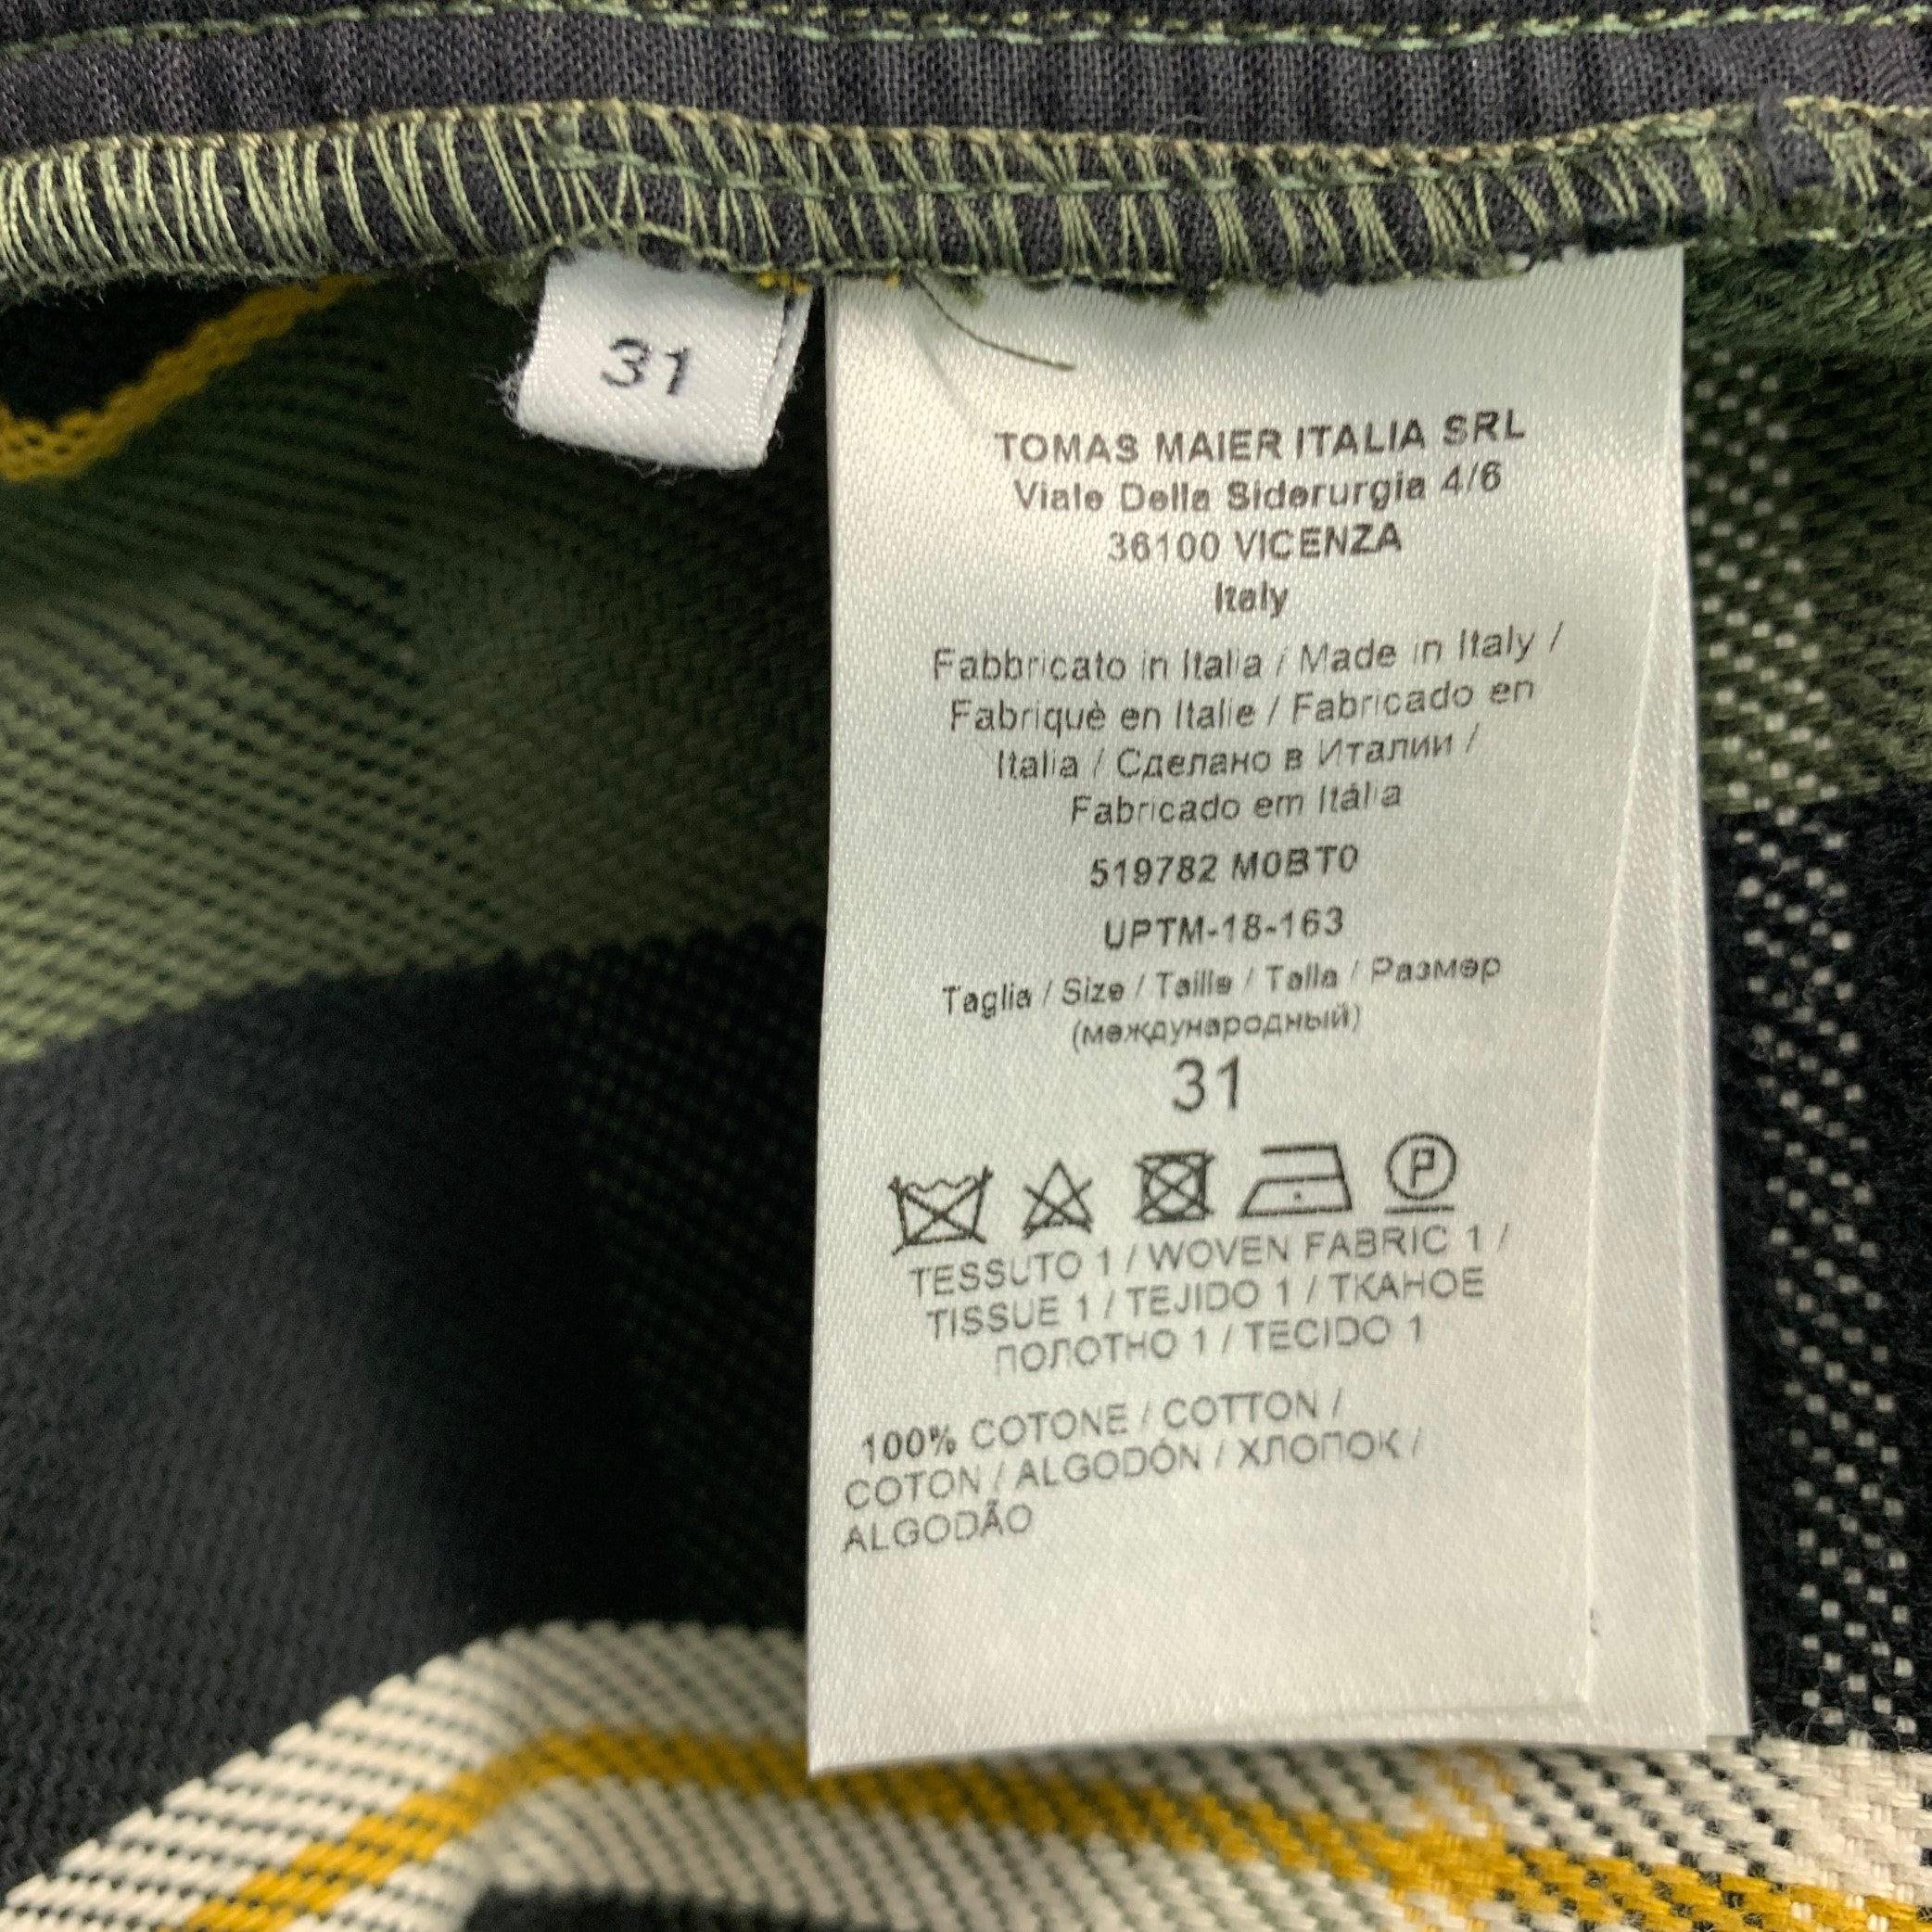 31
TOMAS MAIER ITALIA SRL
Viale Della Siderurgia 4/6
36100 VICENZA
Italy
Fabbricato in Italia / Made in Italy /
Fabriquè en Italie / Fabricado en
Italia / Сделано в Италии /
Fabricado em Itália
519782 M0BT0
UPTM-18-163
Taglia / Size / Taille / Talla / Размер
(международный)
31
P
TESSUTO 1 / WOVEN FABRIC 1 /
TISSUE 1 / TEJIDO 1 / ТКАНОЕ
ПОЛОТНО 1 / TECIDO 1
100% COTONE / COTTON /
COTON / ALGODÓN / ХЛОПОК /
ALGODÃO